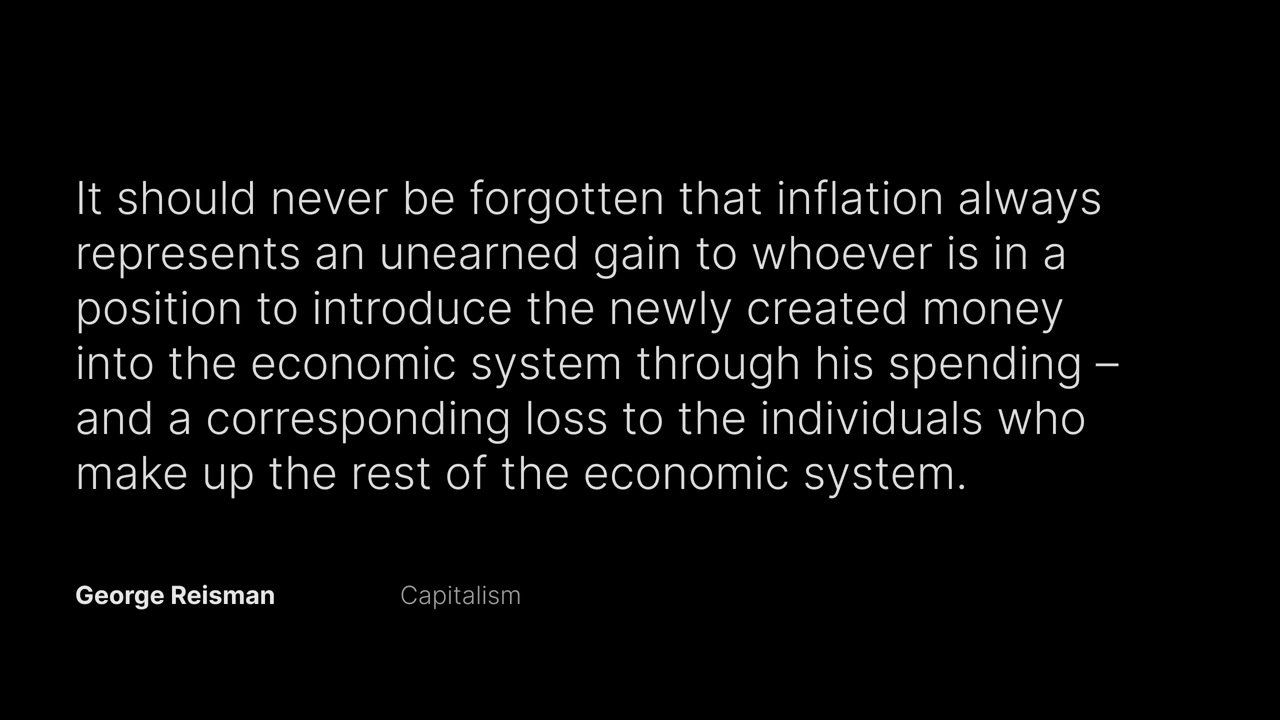 It should never be forgotten that inflation always
represents an unearned gain to whoever is in a
position to introduce the newly created money
into the economic system through his spending –
and a corresponding loss to the individuals who
make up the rest of the economic system.
George Reisman Capitalism